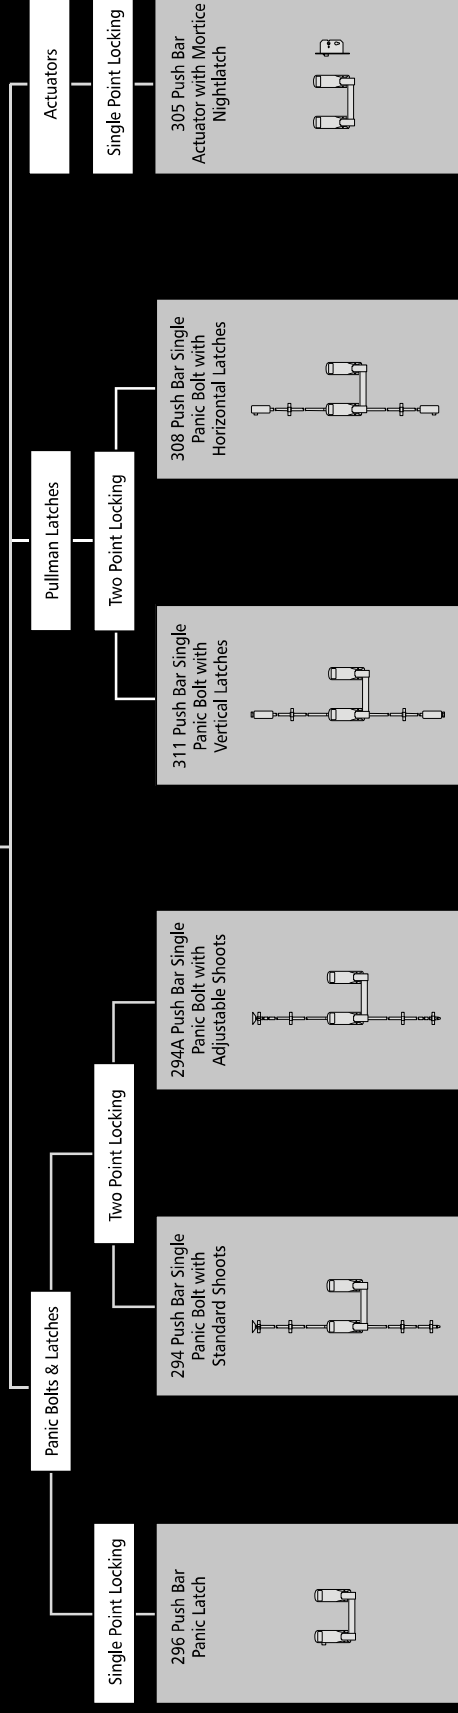 Panic Bolts & Latches
Pullman Latches
Actuators
Single Point Locking
Two Point Locking
Two Point Locking
Single Point Locking
296 Push Bar
Panic Latch
294 Push Bar Single
Panic Bolt with
Standard Shoots
294A Push Bar Single
Panic Bolt with
Adjustable Shoots
311 Push Bar Single
Panic Bolt with
Vertical Latches
308 Push Bar Single
Panic Bolt with
Horizontal Latches
305 Push Bar
Actuator with Mortice
Nightlatch